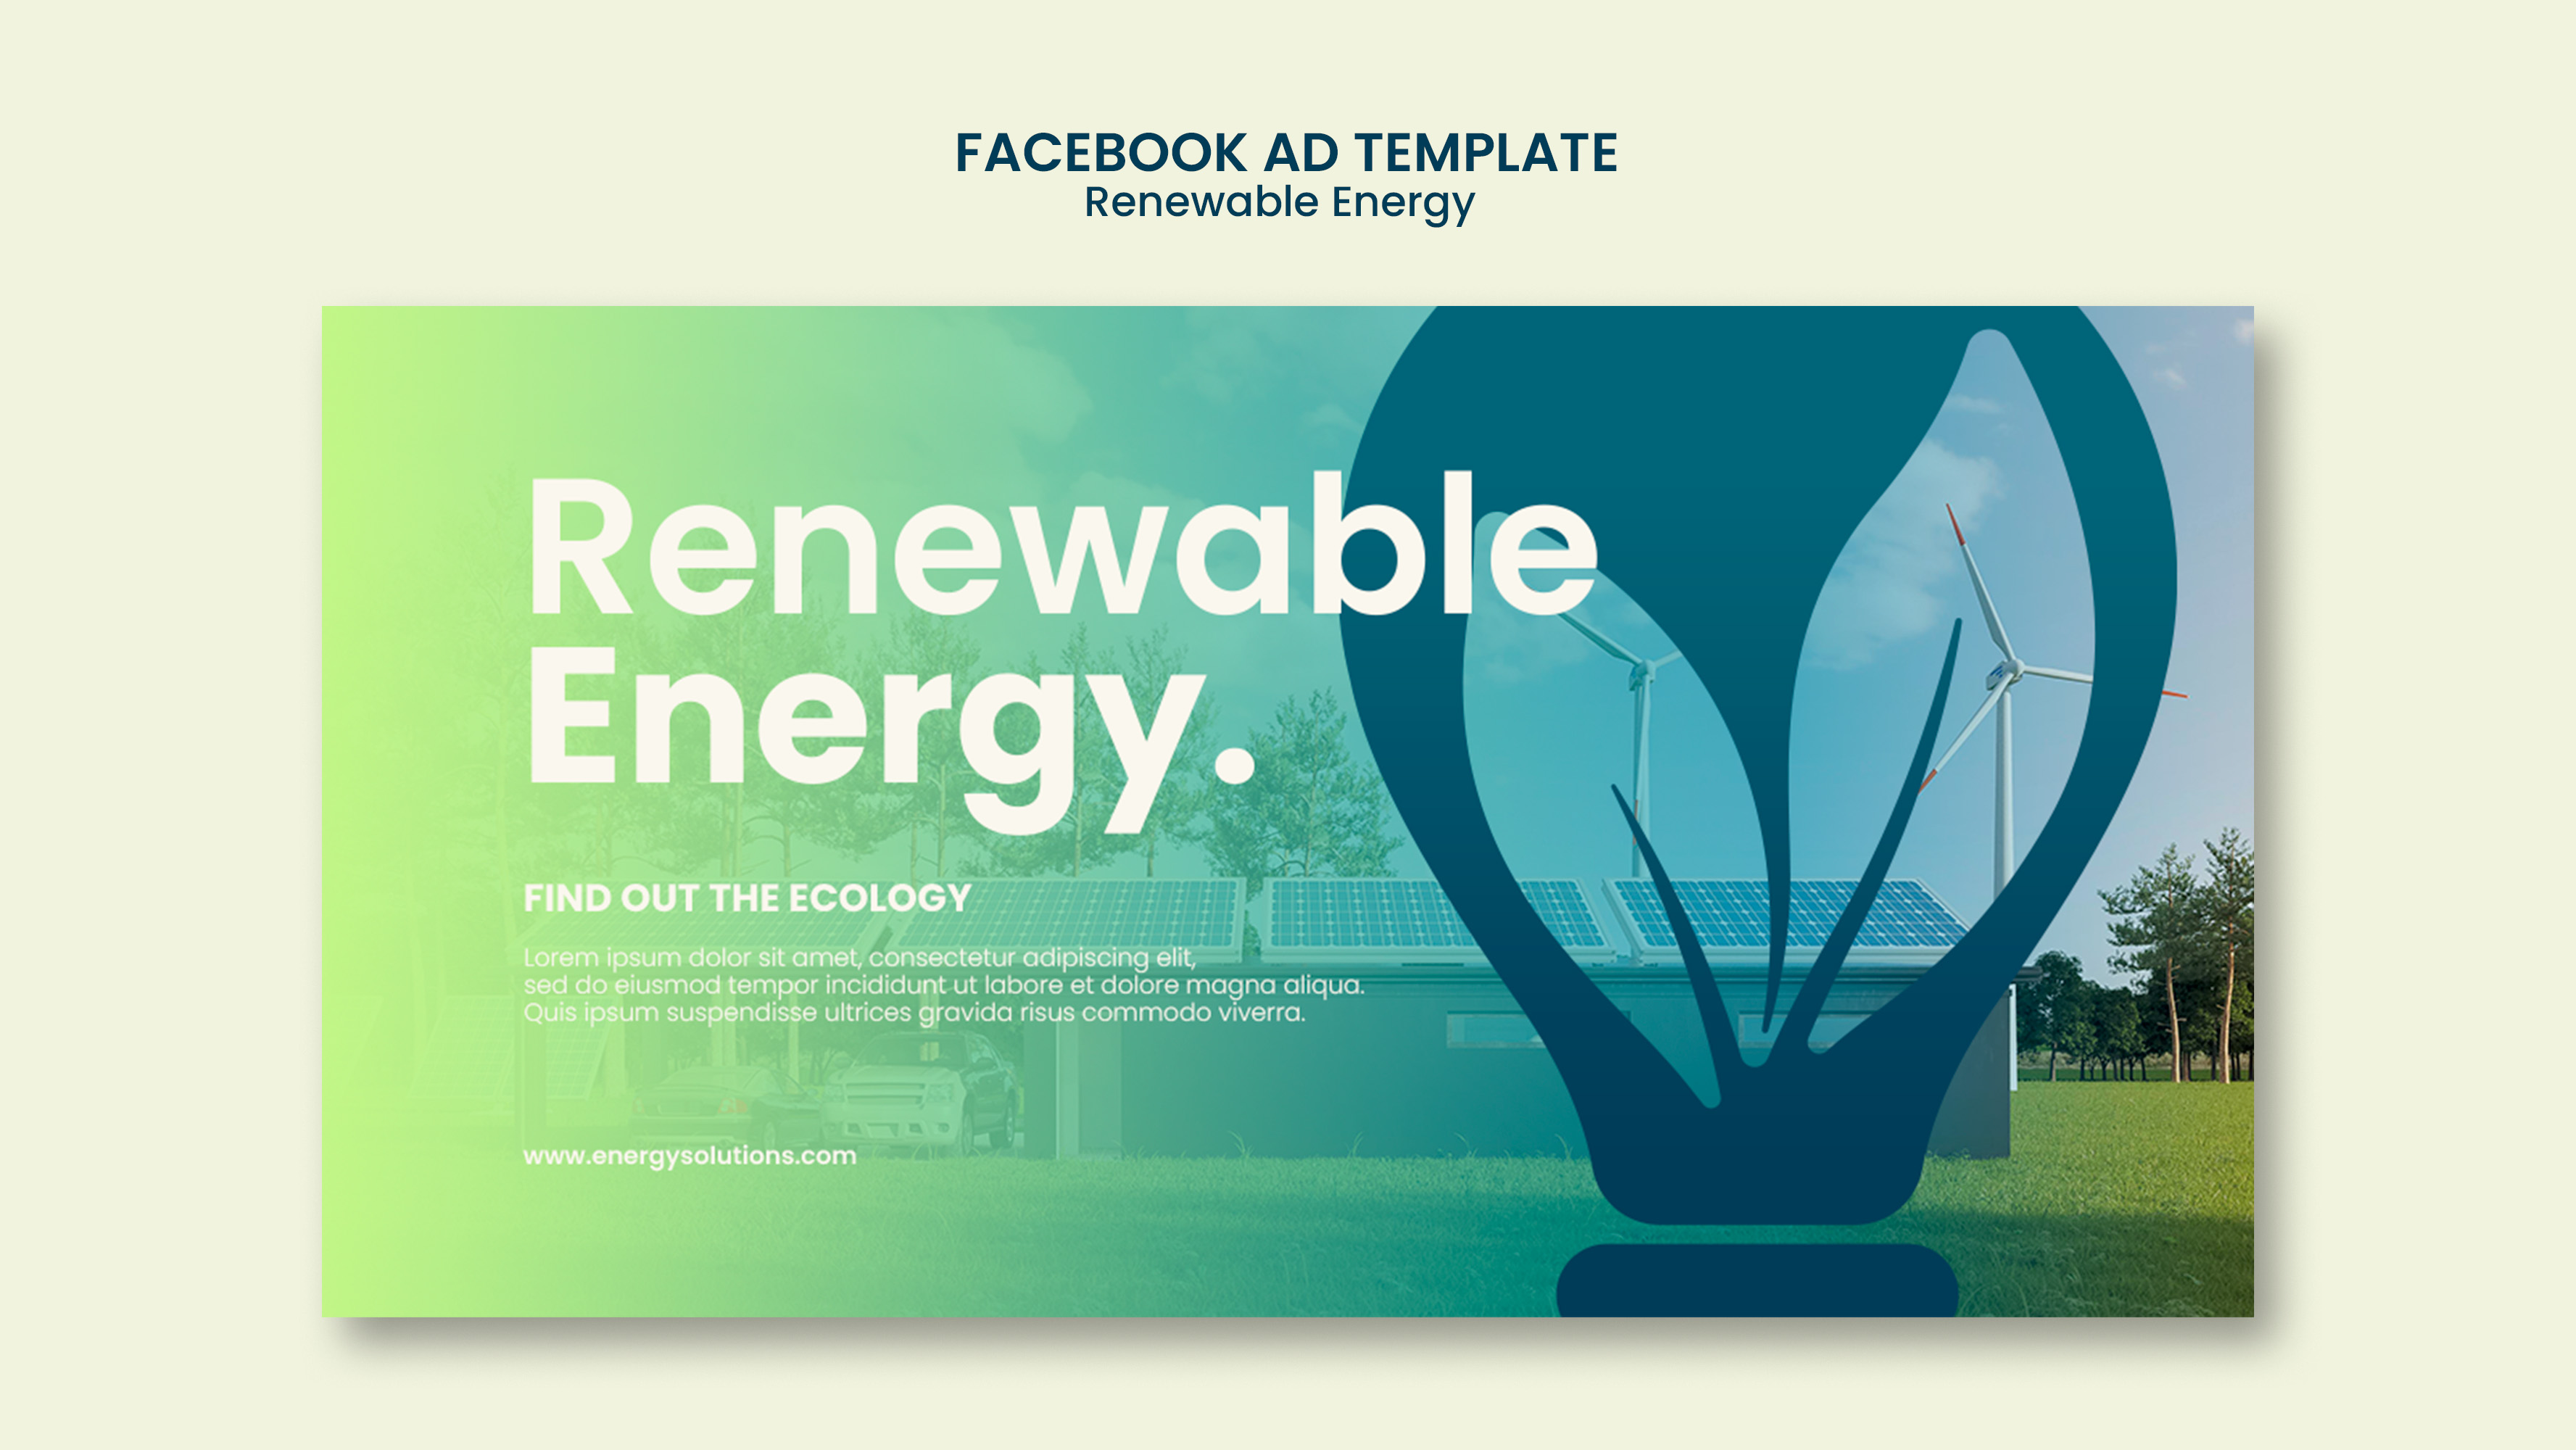 FACEBOOK AD TEMPLATE
Renewable Energy
Renewable
Energy.
FIND OUT THE ECOLOGY
Lorem ipsum dolor sit amet, consectetur adipiscing elit,
sed do eiusmod tempor incididunt ut labore et dolore magna aliqua.
Quis ipsum suspendisse ultrices gravida risus commodo viverra.
www.energysolutions.com